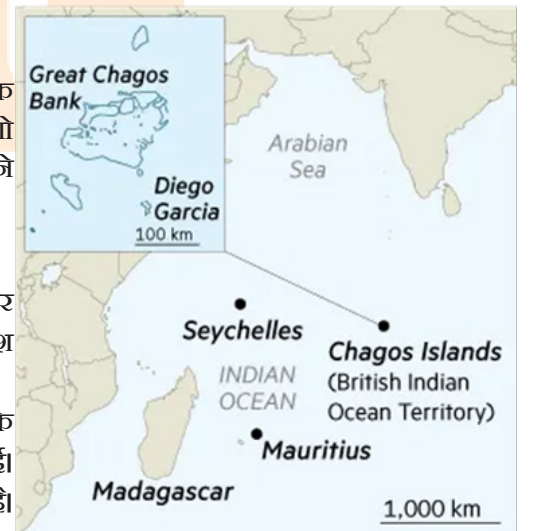 Great Chagos
Bank
Diego
Garcia
100 km
Arabian
Sea
Seychelles
Chagos Islands
(British Indian
Ocean Territory)
INDIAN
OCEAN
Mauritius
Madagascar
1,000 km